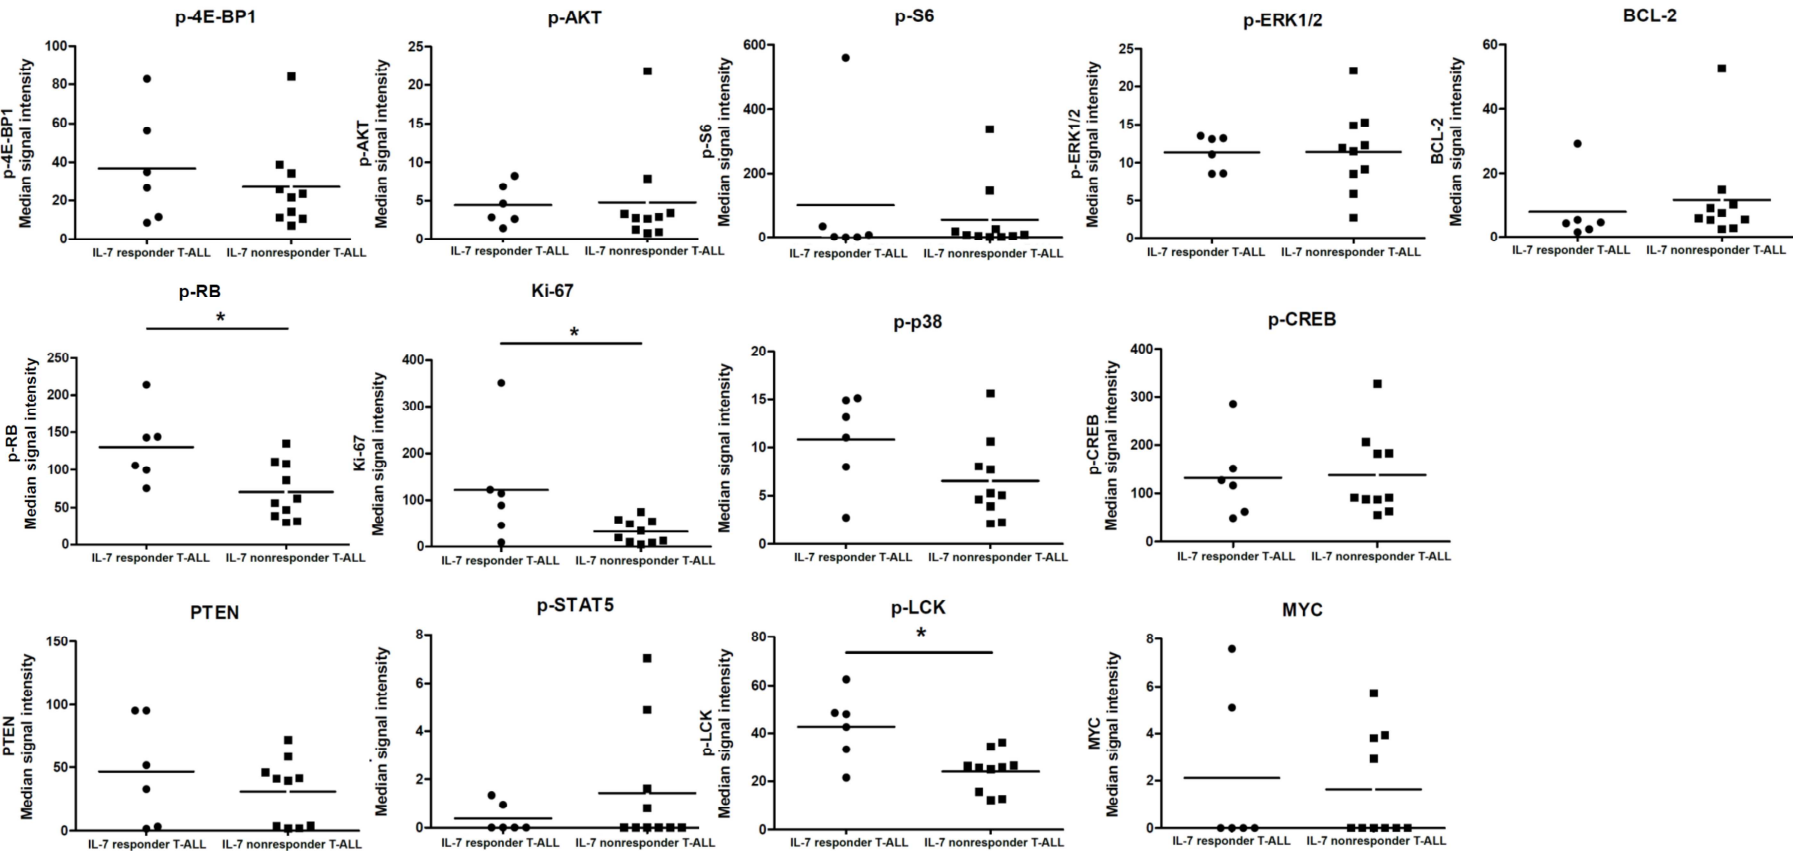 p-4E-BP1
p-4E-BP1
Median signal intensity
100
80
60
40
20
0
IL-7 responder T-ALL IL-7 nonresponder T-ALL
p-AKT
p-AKT
Median signal intensity
25
20
15
10
5
0
IL-7 responder T-ALL IL-7 nonresponder T-ALL
p-S6
p-S6
Median signal intensity
600
400
200
0
IL-7 responder T-ALL IL-7 nonresponder T-ALL
p-ERK1/2
p-ERK1/2
Median signal intensity
25
20
15
10
5
0
IL-7 responder T-ALL IL-7 nonresponder T-ALL
BCL-2
BCL-2
Median signal intensity
60
40
20
0
IL-7 responder T-ALL IL-7 nonresponder T-ALL
p-RB
*
p-RB
Median signal intensity
250
200
150
100
50
0
IL-7 responder T-ALL IL-7 nonresponder T-ALL
Ki-67
*
Ki-67
Median signal intensity
400
300
200
100
0
IL-7 responder T-ALL IL-7 nonresponder T-ALL
p-p38
Median signal intensity
20
15
10
5
0
IL-7 responder T-ALL IL-7 nonresponder T-ALL
p-CREB
p-CREB
Median signal intensity
400
300
200
100
0
IL-7 responder T-ALL IL-7 nonresponder T-ALL
PTEN
PTEN
Median signal intensity
150
100
50
0
IL-7 responder T-ALL IL-7 nonresponder T-ALL
p-STAT5
Median signal intensity
8
6
4
2
0
IL-7 responder T-ALL IL-7 nonresponder T-ALL
p-LCK
*
p-LCK
Median signal intensity
80
60
40
20
0
IL-7 responder T-ALL IL-7 nonresponder T-ALL
MYC
MYC
Median signal intensity
8
6
4
2
0
IL-7 responder T-ALL IL-7 nonresponder T-ALL